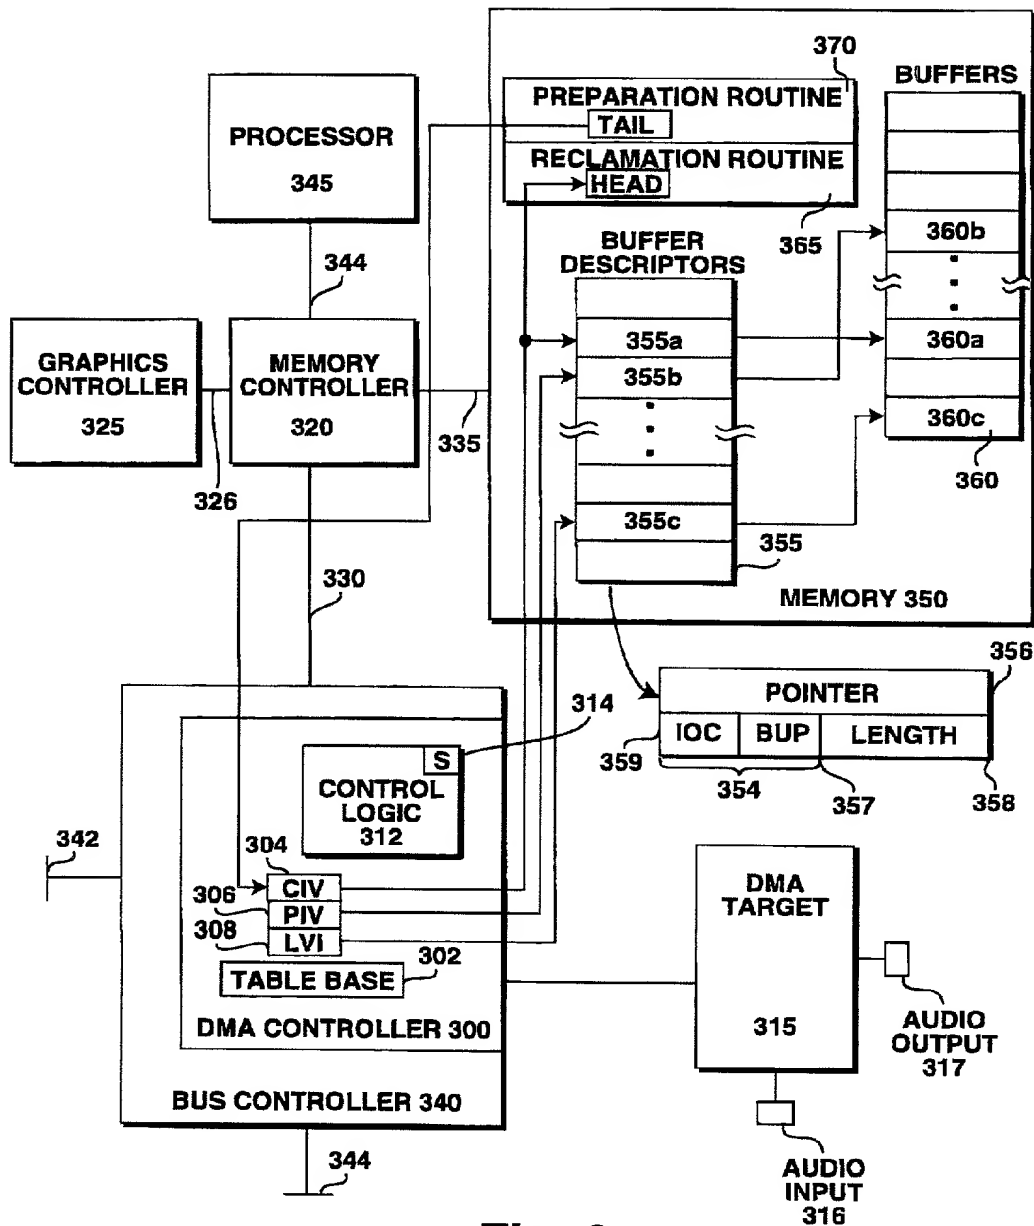 370
BUFFERS
PREPARATION ROUTINE
TAIL
RECLAMATION ROUTINE
HEAD
365
PROCESSOR
345
344
BUFFER
DESCRIPTORS
360b
355a
360a
355b
360c
360
355c
355
MEMORY 350
GRAPHICS
CONTROLLER
325
MEMORY
CONTROLLER
320
335
326
330
356
POINTER
IOC
BUP
LENGTH
359
354
357
358
314
S
CONTROL
LOGIC
312
342
304
CIV
306
PIV
308
LVI
302
TABLE BASE
DMA CONTROLLER 300
BUS CONTROLLER 340
344
DMA
TARGET
315
AUDIO
OUTPUT
317
AUDIO
INPUT
316